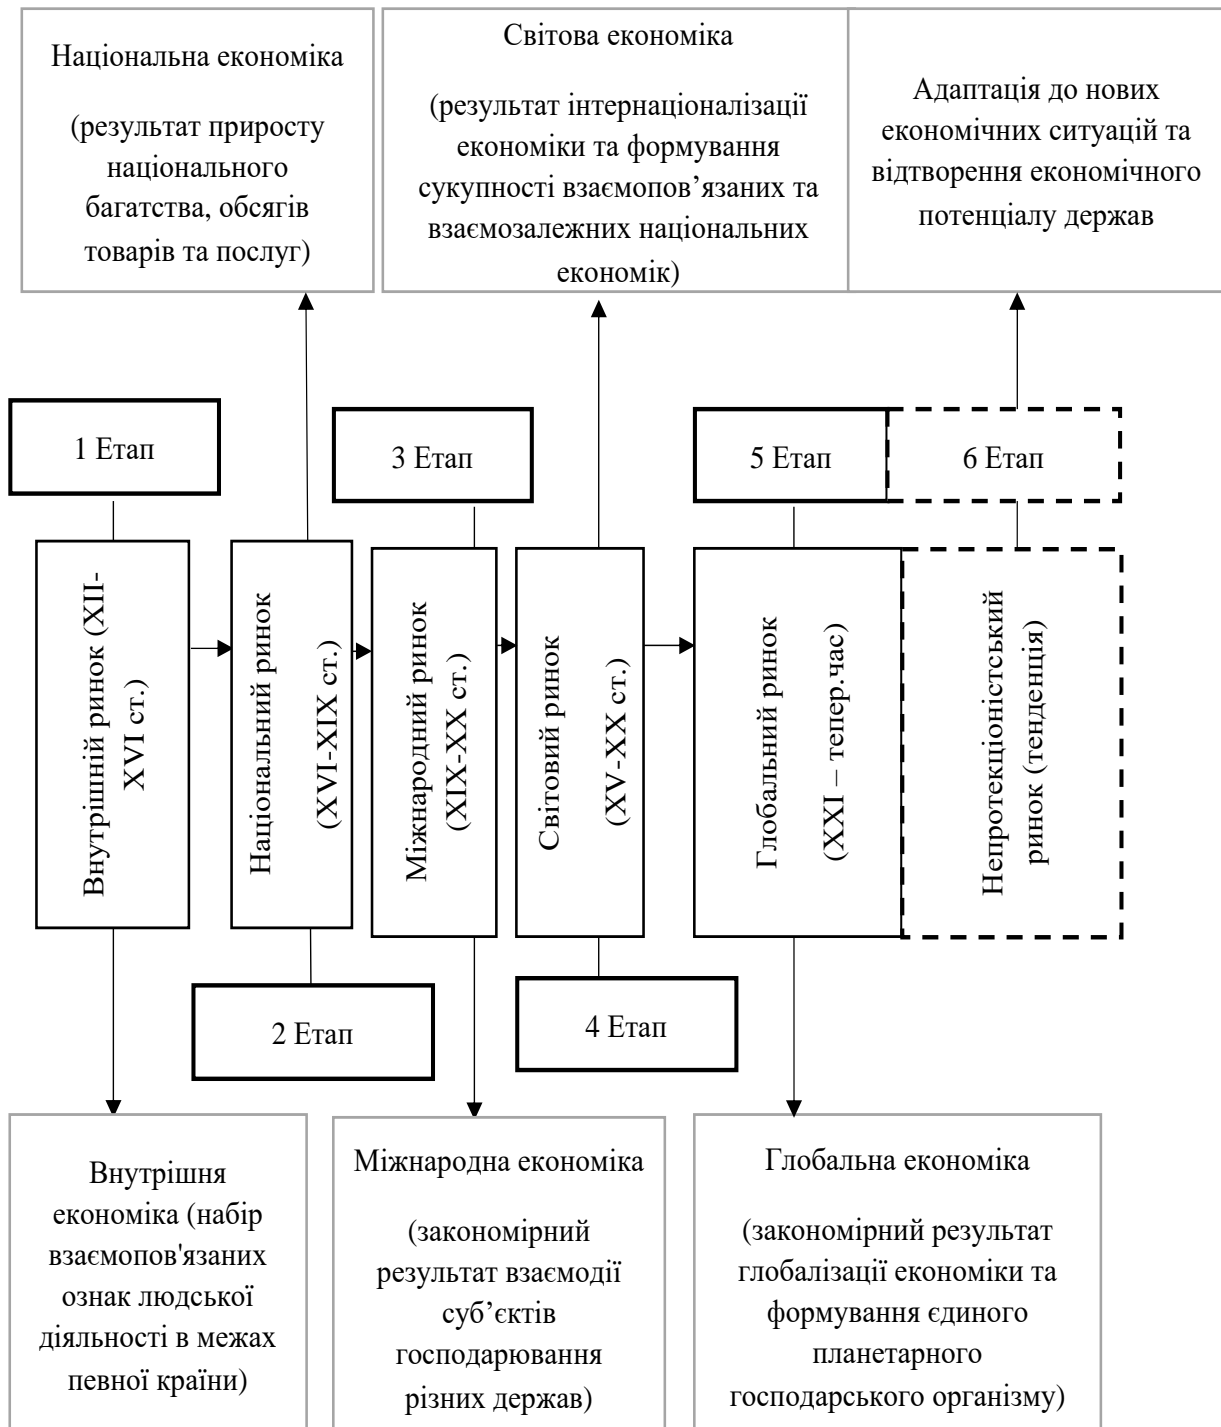 Національна економіка
(результат приросту
національного
багатства, обсягів
товарів та послуг)
Світова економіка
(результат інтернаціоналізації
економіки та формування
сукупності взаємопов’язаних та
взаємозалежних національних
економік)
Адаптація до нових
економічних ситуацій та
відтворення економічного
потенціалу держав
1 Етап
3 Етап
5 Етап
6 Етап
Внутрішній ринок (XII-
XVI ст.)
Національний ринок
(XVI-XIX ст.)
Міжнародний ринок
(XIX-XX ст.)
Світовий ринок
(XV-XX ст.)
Глобальний ринок
(XXI – тепер.час)
Непротекціоністський
ринок (тенденція)
2 Етап
4 Етап
Внутрішня
економіка (набір
взаємопов'язаних
ознак людської
діяльності в межах
певної країни)
Міжнародна економіка
(закономірний
результат взаємодії
суб’єктів
господарювання
різних держав)
Глобальна економіка
(закономірний результат
глобалізації економіки та
формування єдиного
планетарного
господарського організму)